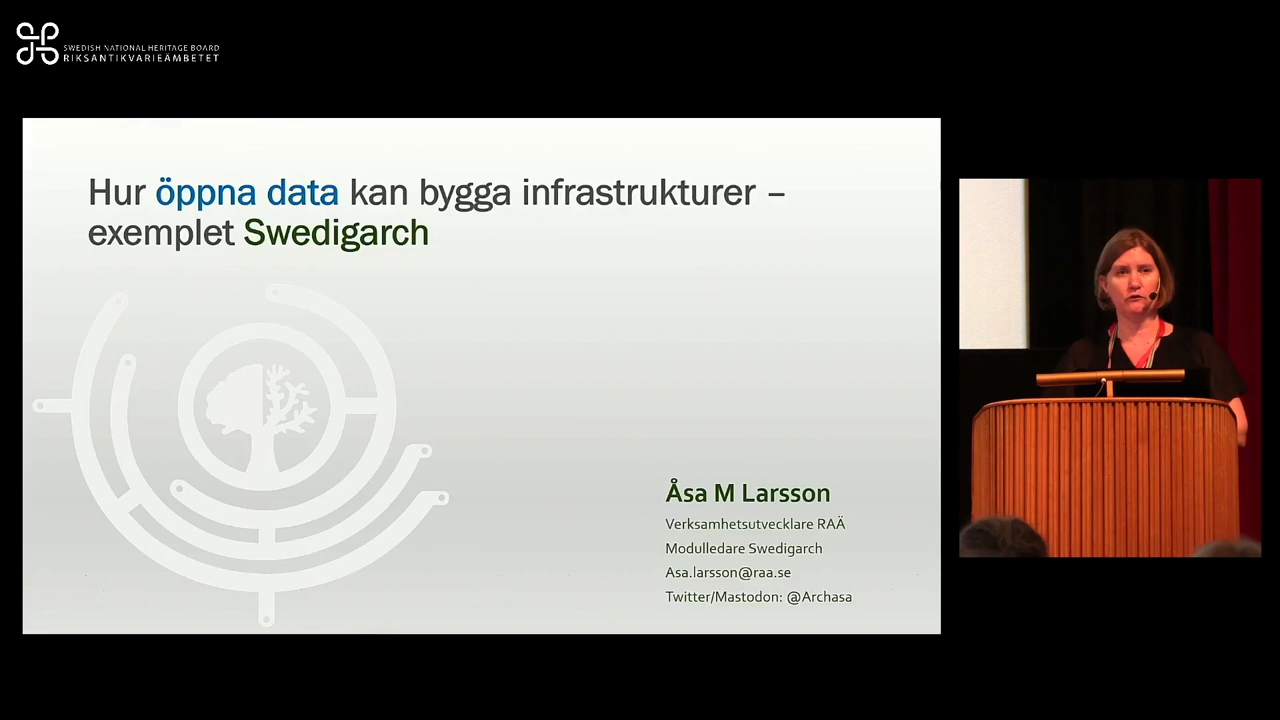 SWEDISH NATIONAL HERITAGE BOARD
RIKSANTIKVARIEÄMBETET
Hur öppna data kan bygga infrastrukturer –
exemplet Swedigarch
Åsa M Larsson
Verksamhetsutvecklare RAÄ
Modulledare Swedigarch
Asa.larsson@raa.se
Twitter/Mastodon: @Archasa